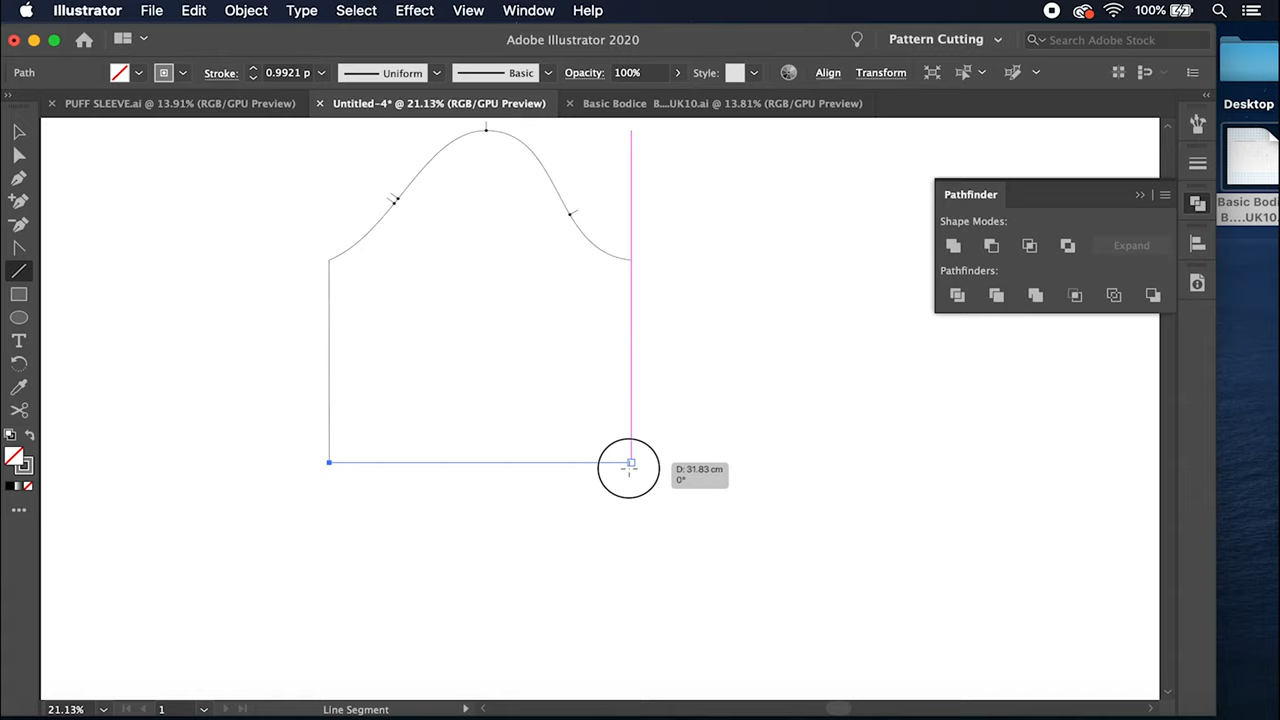 Illustrator File Edit Object Type Select Effect View Window Help 100%
Adobe Illustrator 2020 Pattern Cutting Search Adobe Stock
Path Stroke: 0.9921 p Uniform Basic Opacity: 100% Style: Align Transform
PUFF SLEEVE.ai @ 13.91% (RGB/GPU Preview) Untitled-4* @ 21.13% (RGB/GPU Preview) Basic Bodice B....UK10.ai @ 13.81% (RGB/GPU Preview)
Desktop
Pathfinder
Basic Bodi
B....UK10
Shape Modes:
Expand
Pathfinders:
D: 31.83 cm
0°
21.13% 1 Line Segment